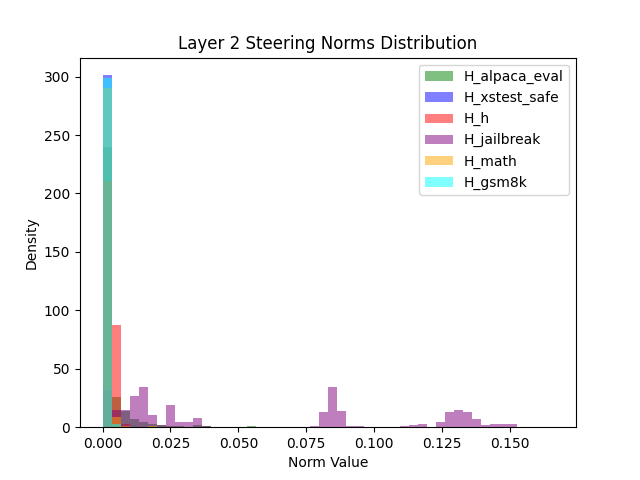 Layer 2 Steering Norms Distribution
300
250
200
150
100
50
0
Density
H_alpaca_eval
H_xstest_safe
H_h
H_jailbreak
H_math
H_gsm8k
0.000 0.025 0.050 0.075 0.100 0.125 0.150
Norm Value